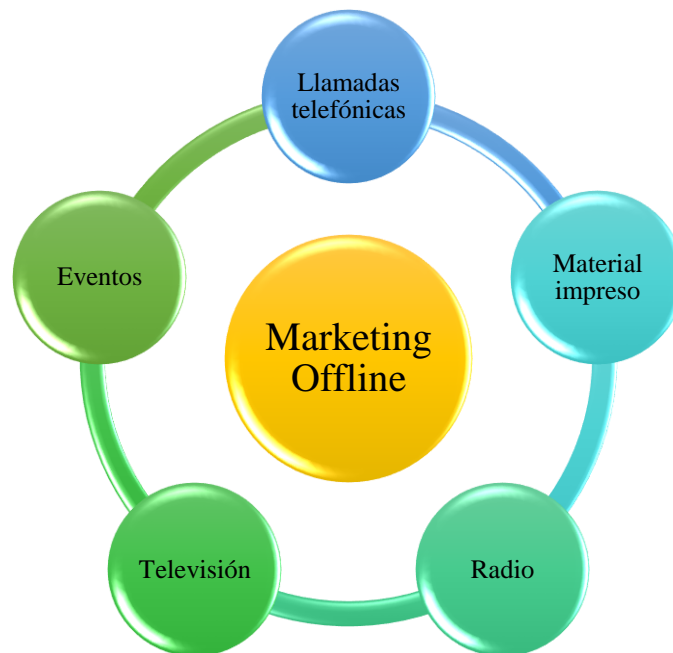 Llamadas
telefónicas
Material
impreso
Radio
Televisión
Eventos
Marketing
Offline